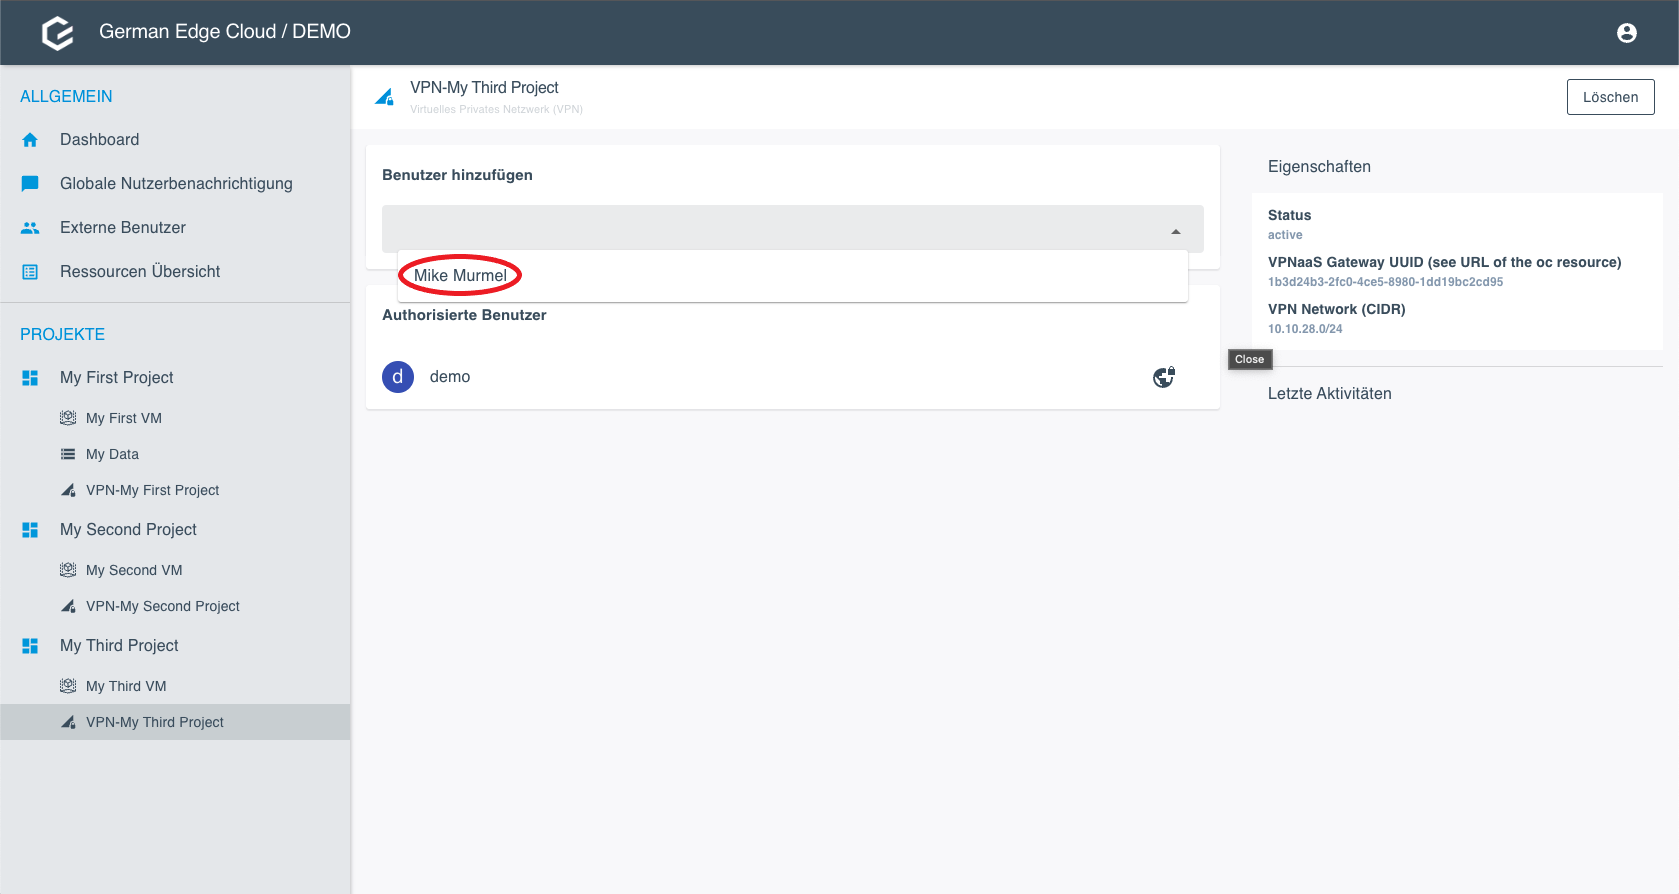 German Edge Cloud / DEMO
ALLGEMEIN
Dashboard
Globale Nutzerbenachrichtigung
Externe Benutzer
Ressourcen Übersicht
PROJEKTE
My First Project
My First VM
My Data
VPN-My First Project
My Second Project
My Second VM
VPN-My Second Project
My Third Project
My Third VM
VPN-My Third Project
VPN-My Third Project
Virtuelles Privates Netzwerk (VPN)
Löschen
Benutzer hinzufügen
Mike Murmel
Authorisierte Benutzer
d demo
Eigenschaften
Status
active
VPNaaS Gateway UUID (see URL of the oc resource)
1b3d24b3-2fc0-4ce5-8980-1dd19bc2cd95
VPN Network (CIDR)
10.10.28.0/24
Close
Letzte Aktivitäten